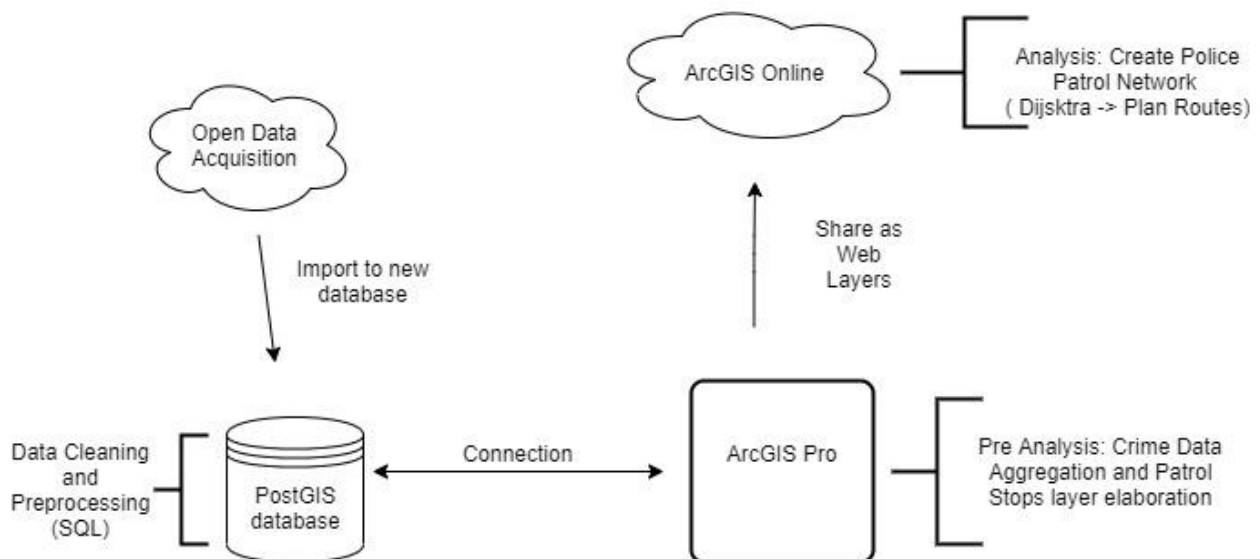 Open Data
Acquisition
Import to new
database
Data Cleaning
and
Preprocessing
(SQL)
PostGIS
database
Connection
ArcGIS Online
Analysis: Create Police
Patrol Network
( Dijsktra -> Plan Routes)
Share as
Web
Layers
ArcGIS Pro
Pre Analysis: Crime Data
Aggregation and Patrol
Stops layer elaboration